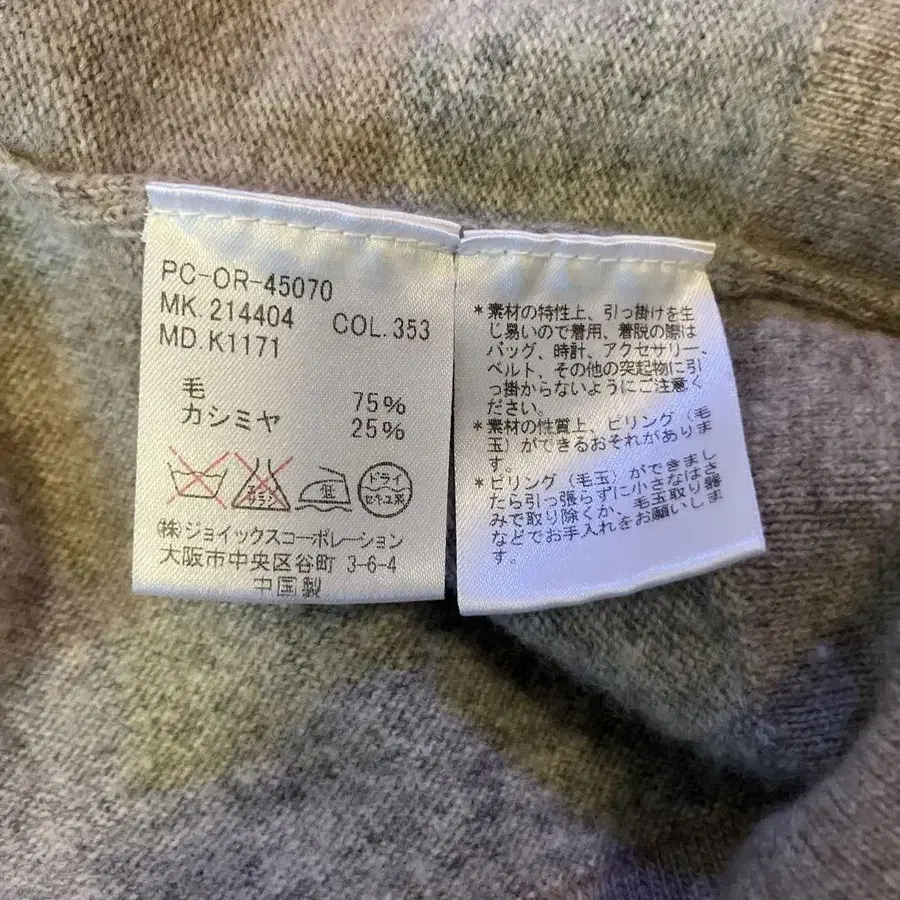 PC-OR-45070
MK.214404 COL.353
MD.K1171
毛 75%
カシミヤ 25%
エンソサラシ
低
ドライ
セキユ系
㈱ジョイックスコーポレーション
大阪市中央区谷町 3-6-4
中国製
*素材の特性上、引っ掛けを生
じ易いので着用、着脱の際は
バッグ、時計、アクセサリー、
ベルト、その他の突起物に引
っ掛からないようにご注意く
ださい。
*素材の性質上、ピリング（毛
玉）ができるおそれがありま
す。
*ピリング（毛玉）ができまし
たら引っ張らずに小さなはさ
みで取り除くか、毛玉取り器
などでお手入れをお願いしま
す。